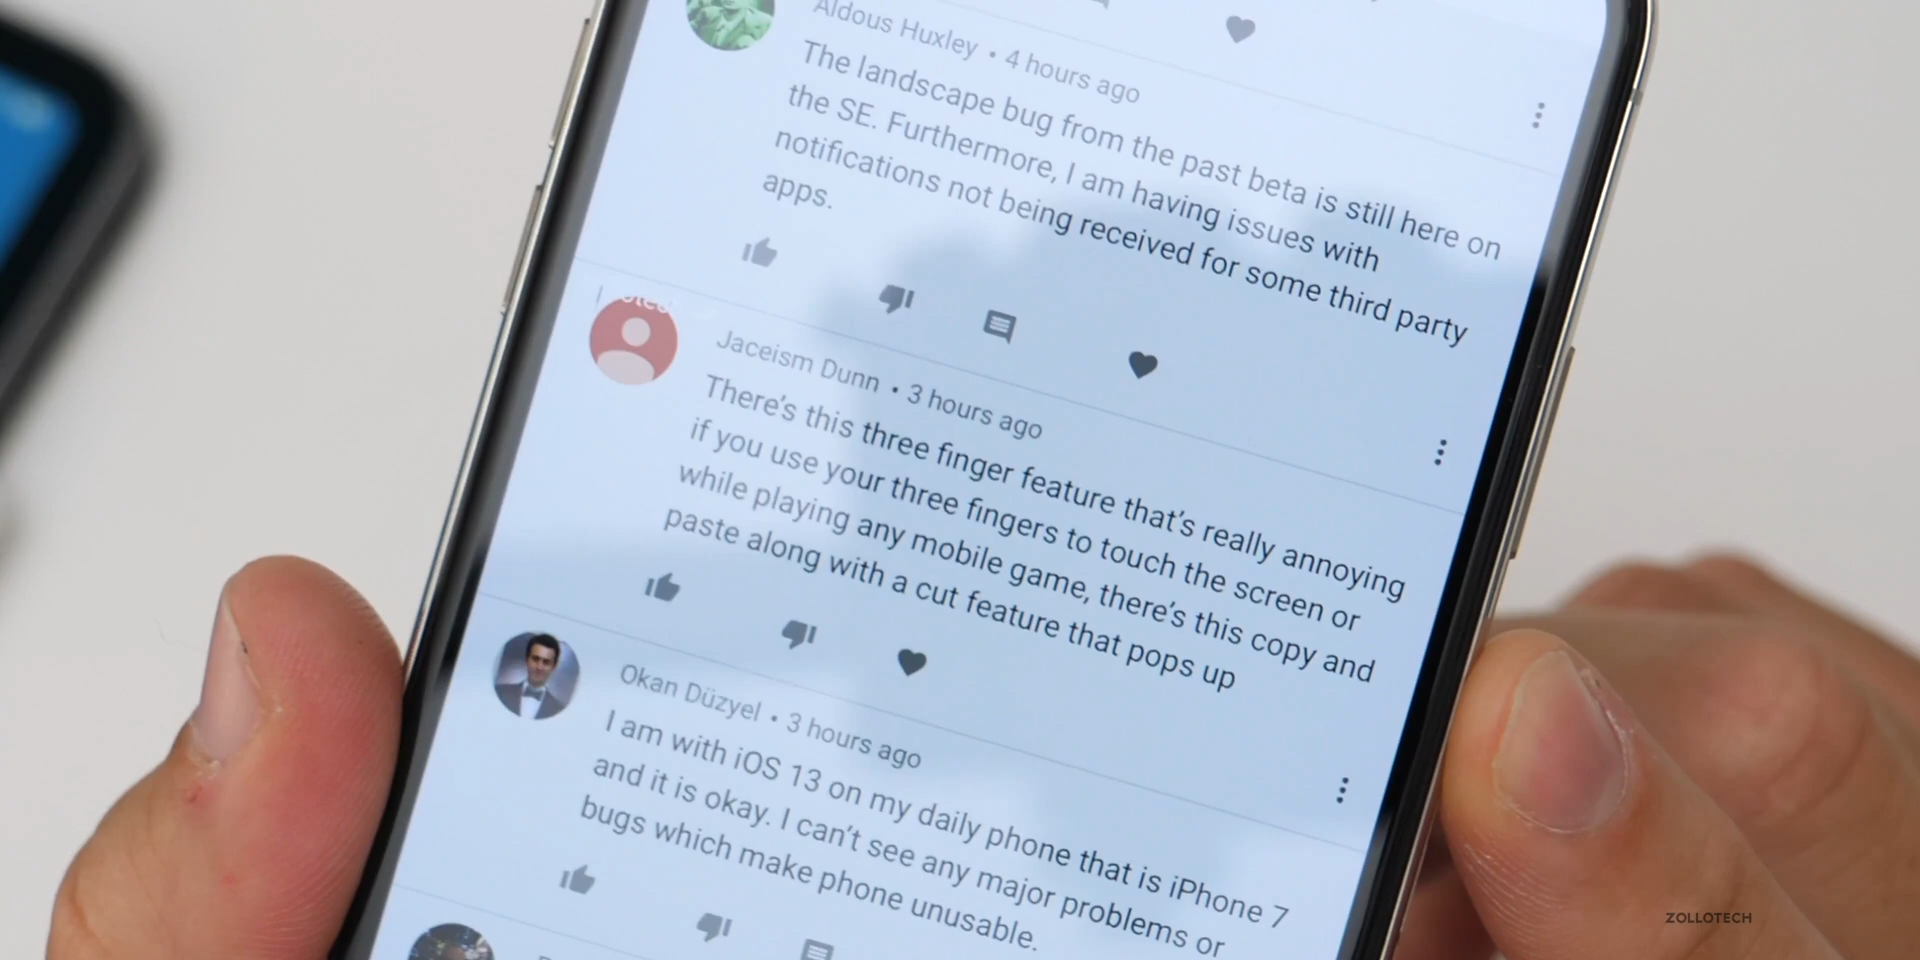 Aldous Huxley • 4 hours ago
The landscape bug from the past beta is still here on
the SE. Furthermore, I am having issues with
notifications not being received for some third party
apps.
Jaceism Dunn • 3 hours ago
There's this three finger feature that's really annoying
if you use your three fingers to touch the screen or
while playing any mobile game, there's this copy and
paste along with a cut feature that pops up
Okan Düzyel • 3 hours ago
I am with iOS 13 on my daily phone that is iPhone 7
and it is okay. I can't see any major problems or
bugs which make phone unusable.
ZOLLOTECH